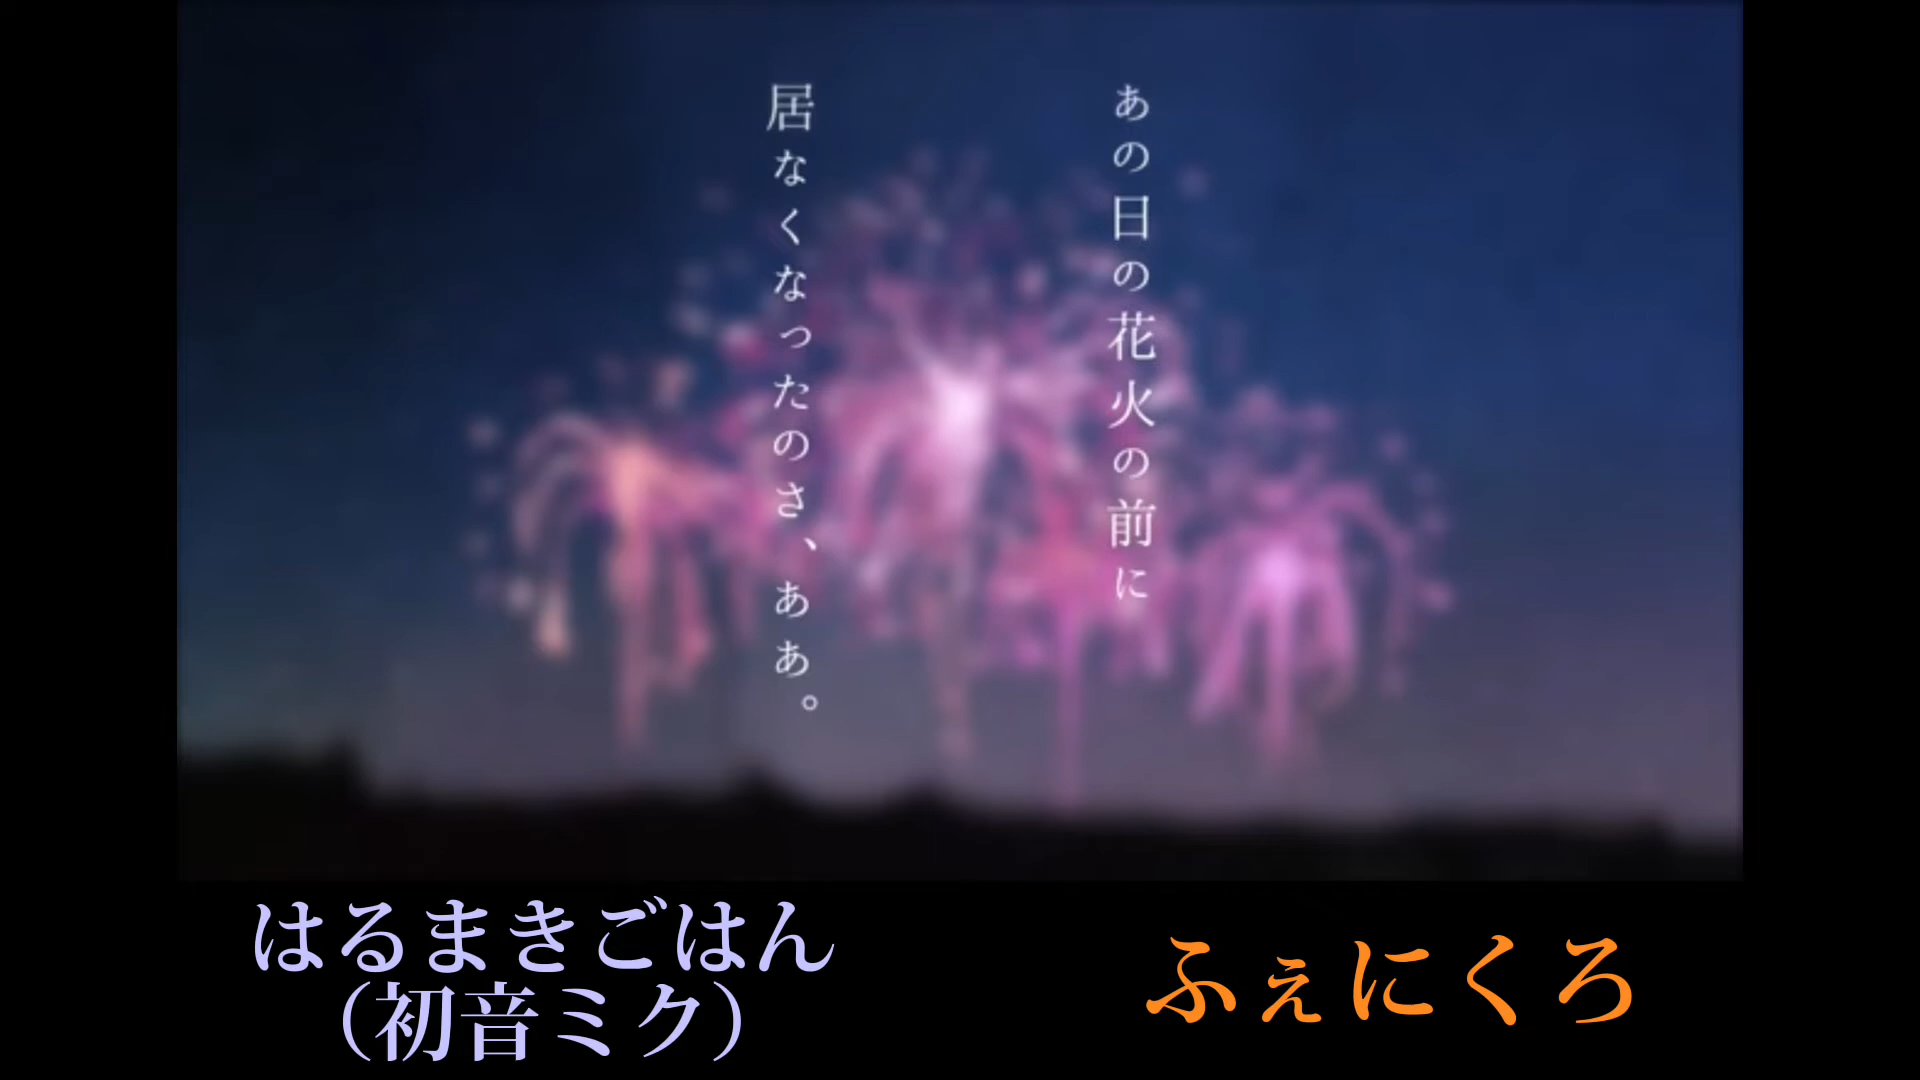 あの日の花火の前に
居なくなったのさ、ああ。
はるまきごはん
（初音ミク）
ふぇにくろ